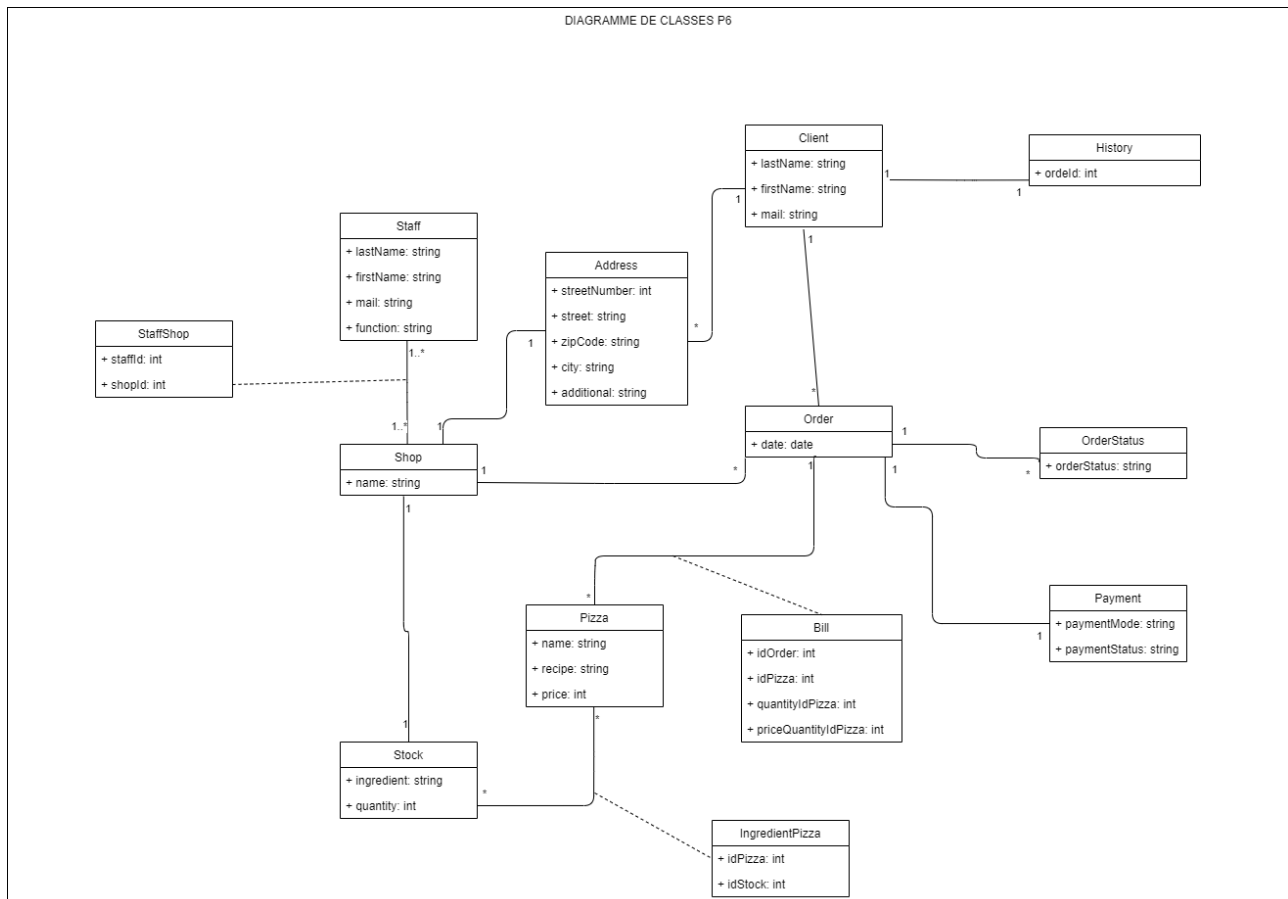 DIAGRAMME DE CLASSES P6
Client
+ lastName: string
+ firstName: string
+ mail: string
1
1
1
History
+ ordeId: int
1
Staff
+ lastName: string
+ firstName: string
+ mail: string
+ function: string
1..*
StaffShop
+ staffId: int
+ shopId: int
Address
+ streetNumber: int
+ street: string
+ zipCode: string
+ city: string
+ additional: string
1
*
Shop
+ name: string
1..*
1
1
1
Order
+ date: date
*
*
1
1
1
OrderStatus
+ orderStatus: string
*
Payment
+ paymentMode: string
+ paymentStatus: string
1
Pizza
+ name: string
+ recipe: string
+ price: int
*
*
Bill
+ idOrder: int
+ idPizza: int
+ quantityIdPizza: int
+ priceQuantityIdPizza: int
Stock
+ ingredient: string
+ quantity: int
1
*
IngredientPizza
+ idPizza: int
+ idStock: int